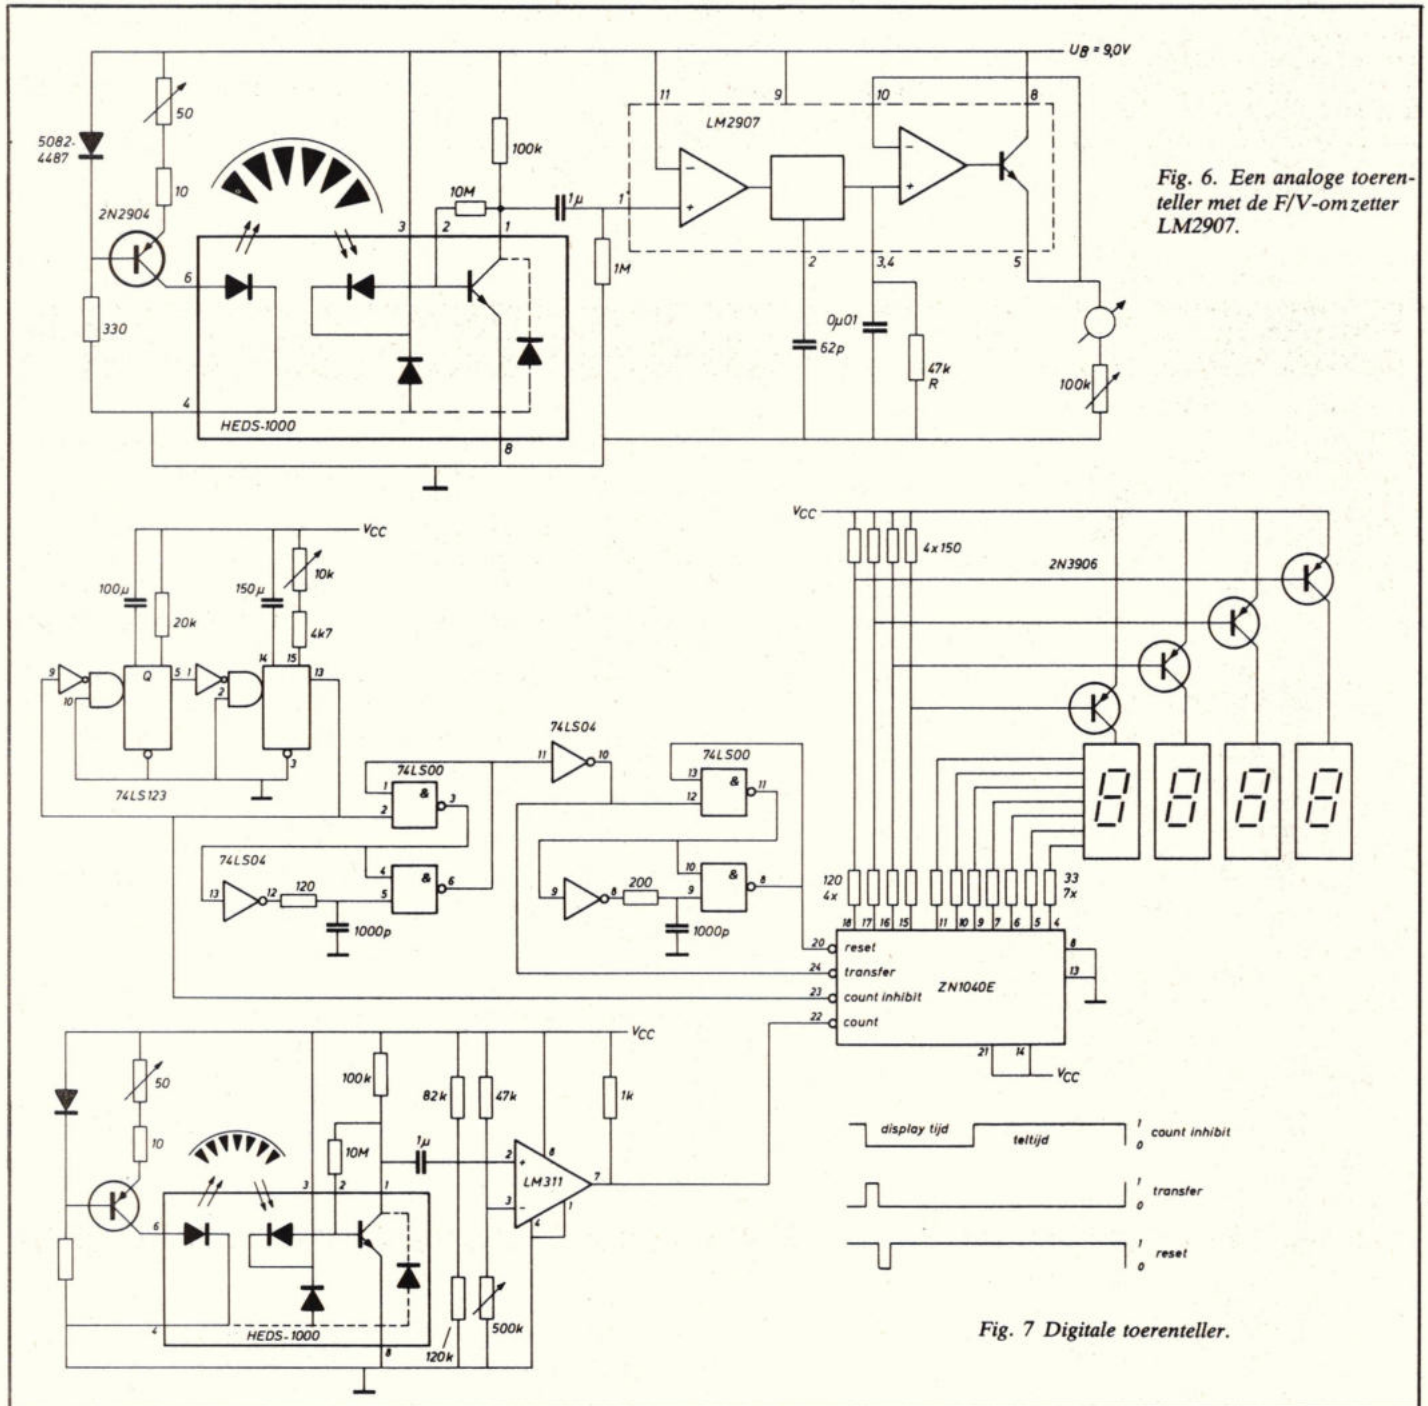 U_B = 9,0V
50
5082-
4487
10
2N2904
330
6
4
HEDS-1000
3
2
1
8
10M
100k
1µ
1M
1
11
9
10
8
LM2907
-
+
-
+
2
3,4
5
62p
0µ01
47k
R
100k
Fig. 6. Een analoge toeren-
teller met de F/V-omzetter
LM2907.
VCC
100µ
20k
150µ
10k
4k7
9
10
Q
5
1
2
14
15
13
3
74LS123
74LS00
1
2
&
3
74LS04
13
12
120
4
5
&
6
1000p
74LS04
11
10
74LS00
13
12
&
11
9
8
200
10
9
&
8
1000p
VCC
4x150
2N3906
8
8
8
8
120
4x
33
7x
18
17
16
15
11
10
9
7
6
5
4
20
reset
24
transfer
23
count inhibit
22
count
ZN1040E
8
13
21
14
VCC
VCC
50
10
6
4
HEDS-1000
3
2
1
8
100k
10M
1µ
82k
47k
120k
500k
2
+
3
-
LM311
8
7
4
1
1k
display tijd
teltijd
1
0
count inhibit
1
0
transfer
1
0
reset
Fig. 7 Digitale toerenteller.